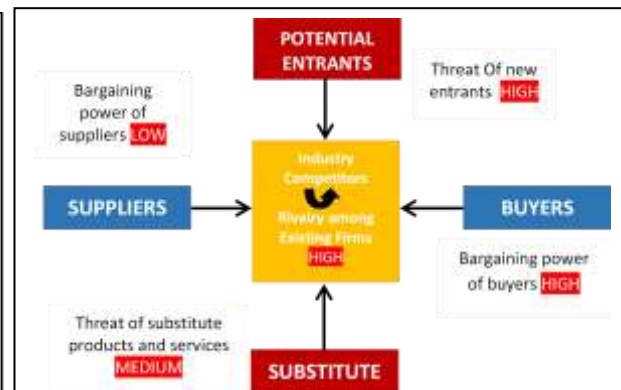 POTENTIAL
ENTRANTS
Threat Of new
entrants HIGH
Bargaining
power of
suppliers LOW
Industry
Competitors
Rivalry among
Existing Firms
HIGH
SUPPLIERS
BUYERS
Bargaining power
of buyers HIGH
Threat of substitute
products and services
MEDIUM
SUBSTITUTE